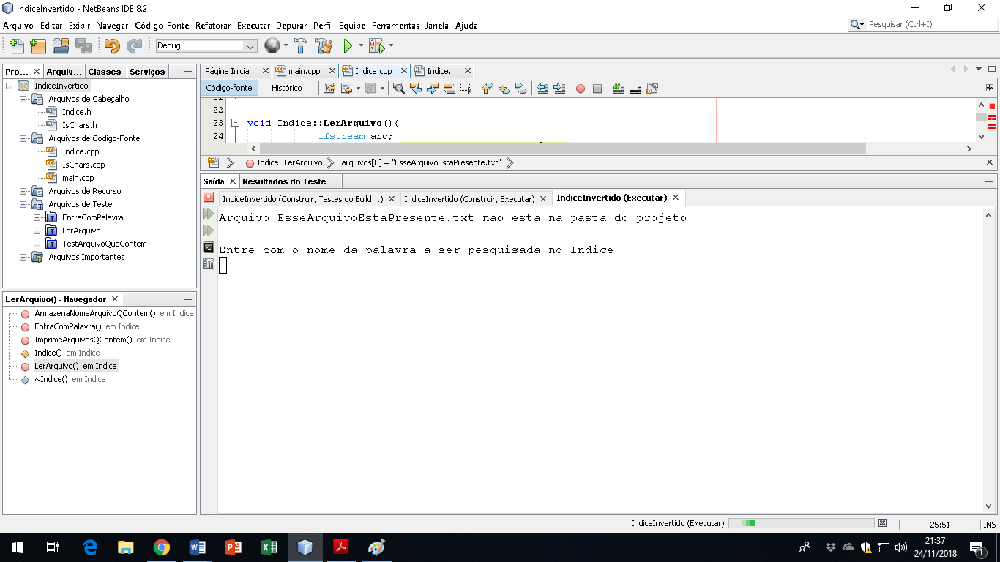 IndiceInvertido - NetBeans IDE 8.2
Arquivo Editar Exibir Navegar Código-Fonte Refatorar Executar Depurar Perfil Equipe Ferramentas Janela Ajuda
Pesquisar (Ctrl+I)
Debug
Pro... Arquiv... Classes Serviços
IndiceInvertido
Arquivos de Cabeçalho
Indice.h
IsChars.h
Arquivos de Código-Fonte
Indice.cpp
IsChars.cpp
main.cpp
Arquivos de Recurso
Arquivos de Teste
EntraComPalavra
LerArquivo
TestArquivoQueContem
Arquivos Importantes
LerArquivo() - Navegador
ArmazenaNomeArquivoQContem() em Indice
EntraComPalavra() em Indice
ImprimeArquivosQContem() em Indice
Indice() em Indice
LerArquivo() em Indice
~Indice() em Indice
Página Inicial main.cpp Indice.cpp Indice.h
Código-fonte Histórico
22
23 void Indice::LerArquivo(){
24 ifstream arq;
Indice::LerArquivo arquivos[0] = "EsseArquivoEstaPresente.txt"
Saída Resultados do Teste
IndiceInvertido (Construir, Testes do Build...) IndiceInvertido (Construir, Executar) IndiceInvertido (Executar)
Arquivo EsseArquivoEstaPresente.txt nao esta na pasta do projeto
Entre com o nome da palavra a ser pesquisada no Indice
IndiceInvertido (Executar) 25:51 INS
21:37
24/11/2018
1